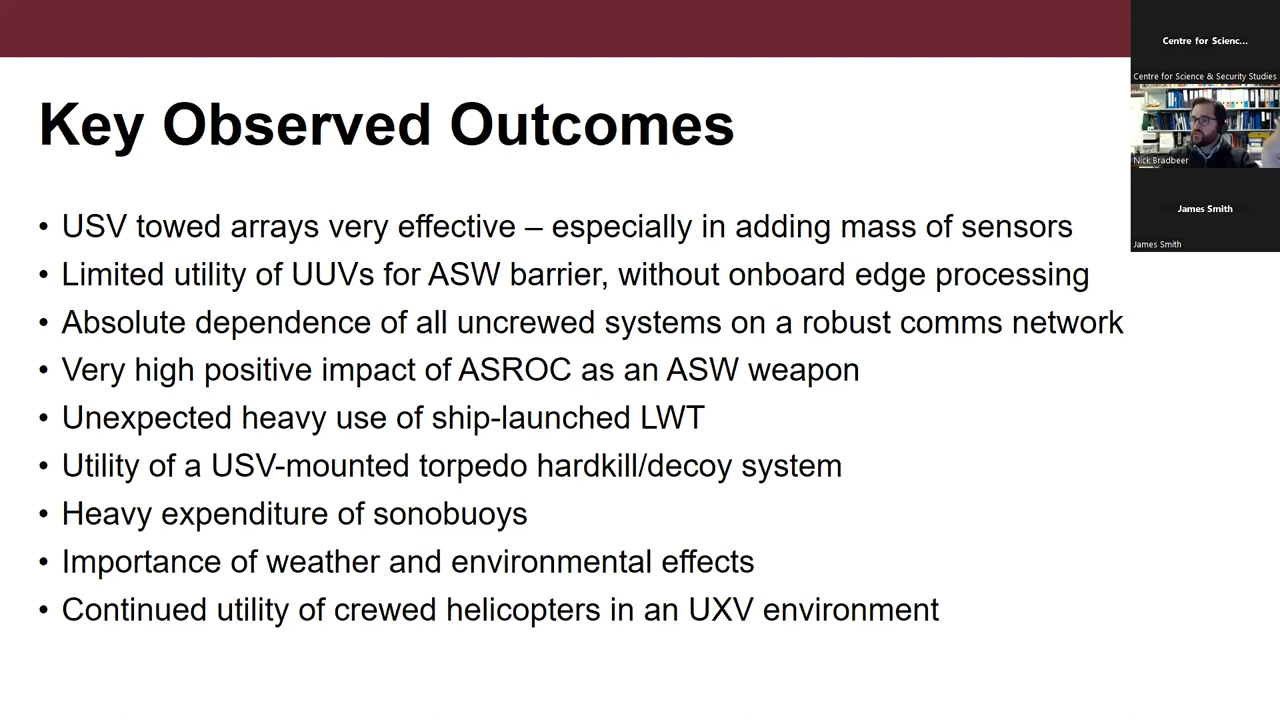 Key Observed Outcomes
• USV towed arrays very effective – especially in adding mass of sensors
• Limited utility of UUVs for ASW barrier, without onboard edge processing
• Absolute dependence of all uncrewed systems on a robust comms network
• Very high positive impact of ASROC as an ASW weapon
• Unexpected heavy use of ship-launched LWT
• Utility of a USV-mounted torpedo hardkill/decoy system
• Heavy expenditure of sonobuoys
• Importance of weather and environmental effects
• Continued utility of crewed helicopters in an UXV environment
Centre for Scienc...
Centre for Science & Security Studies
Nick Bradbeer
James Smith
James Smith